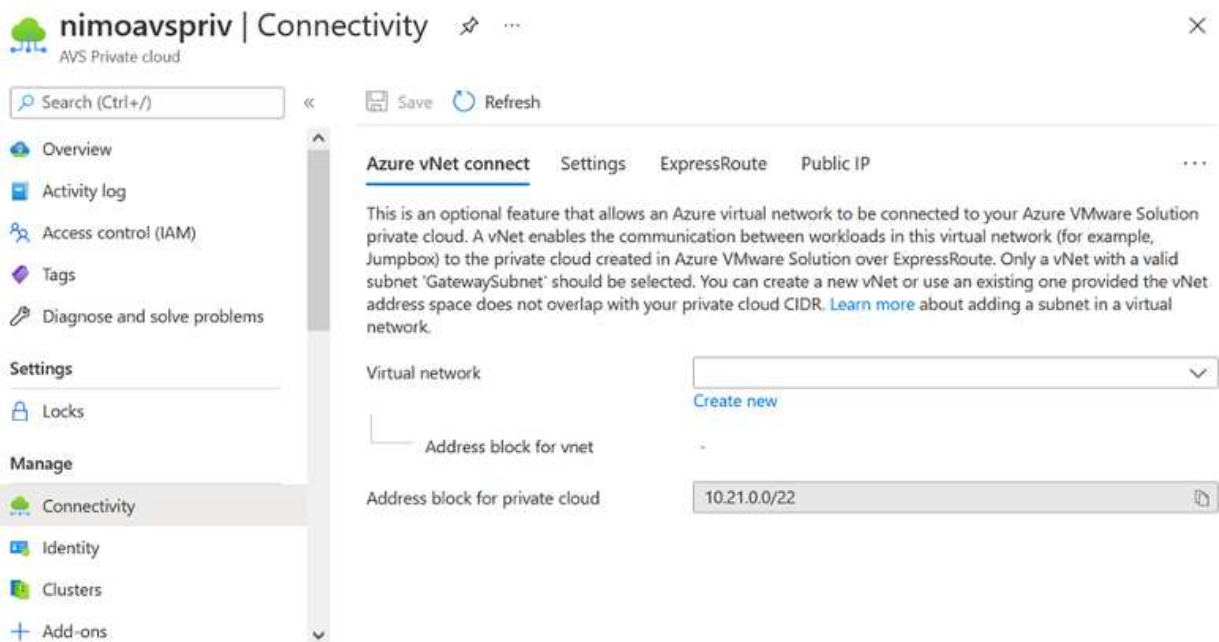 nimoavspriv | Connectivity ...
AVS Private cloud
Search (Ctrl+/)
«
Overview
Activity log
Access control (IAM)
Tags
Diagnose and solve problems
Settings
Locks
Manage
Connectivity
Identity
Clusters
Add-ons
Save Refresh
Azure vNet connect Settings ExpressRoute Public IP ...
This is an optional feature that allows an Azure virtual network to be connected to your Azure VMware Solution
private cloud. A vNet enables the communication between workloads in this virtual network (for example,
Jumpbox) to the private cloud created in Azure VMware Solution over ExpressRoute. Only a vNet with a valid
subnet 'GatewaySubnet' should be selected. You can create a new vNet or use an existing one provided the vNet
address space does not overlap with your private cloud CIDR. Learn more about adding a subnet in a virtual
network.
Virtual network
Create new
Address block for vnet -
Address block for private cloud 10.21.0.0/22